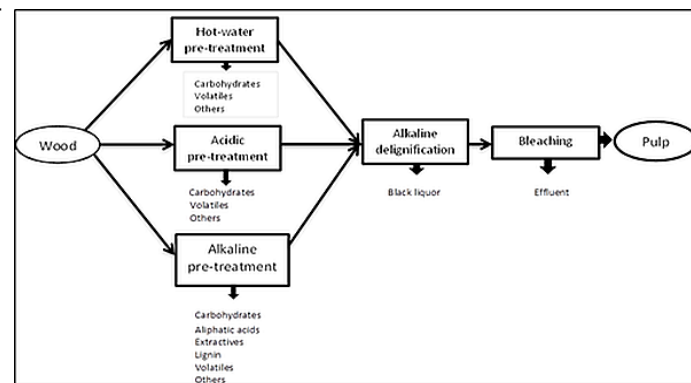 Hot-water
pre-treatment
Carbohydrates
Volatiles
Others
Wood
Acidic
pre-treatment
Carbohydrates
Volatiles
Others
Alkaline
pre-treatment
Carbohydrates
Aliphatic acids
Extractives
Lignin
Volatiles
Others
Alkaline
delignification
Black liquor
Bleaching
Effluent
Pulp